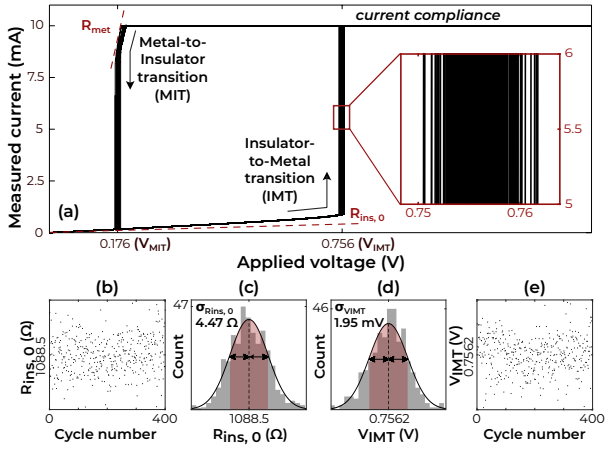 current compliance
R_met
Metal-to-
Insulator
transition
(MIT)
Insulator-
to-Metal
transition
(IMT)
R_ins, 0
(a)
Measured current (mA)
10
7.5
5
2.5
0
6
5.5
5
0.75
0.76
0.176 (V_MIT)
0.756 (V_IMT)
Applied voltage (V)
(b)
R_ins, 0 (Ω)
1088.5
0
400
Cycle number
(c)
σ_Rins, 0
4.47 Ω
47
Count
1088.5
R_ins, 0 (Ω)
(d)
σ_VIMT
1.95 mV
46
Count
0.7562
V_IMT (V)
(e)
V_IMT (V)
0.7562
0
400
Cycle number